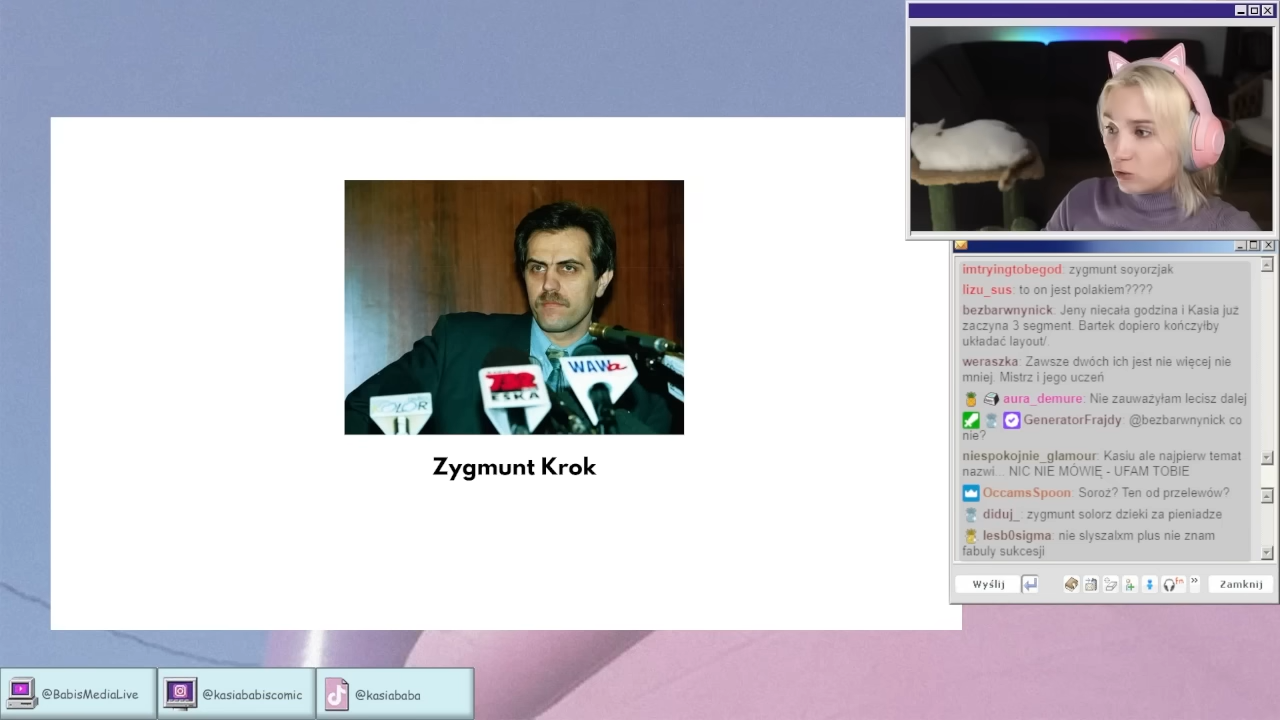 WAWa
ESKA
Zygmunt Krok
imtryingtobegod: zygmunt soyorzjak
lizu_sus: to on jest polakiem????
bezbarwnynick: Jeny niecała godzina i Kasia już
zaczyna 3 segment. Bartek dopiero kończyłby
układać layout/.
weraszka: Zawsze dwóch ich jest nie więcej nie
mniej. Mistrz i jego uczeń
aura_demure: Nie zauważyłam lecisz dalej
GeneratorFrajdy: @bezbarwnynick co
nie?
niespokojnie_glamour: Kasiu ale najpierw temat
nazwi... NIC NIE MÓWIĘ - UFAM TOBIE
OccamsSpoon: Soroż? Ten od przelewów?
diduj_: zygmunt solorz dzieki za pieniadze
lesb0sigma: nie slyszalxm plus nie znam
fabuly sukcesji
Wyślij
Zamknij
@BabisMediaLive
@kasiababiscomic
@kasiababa